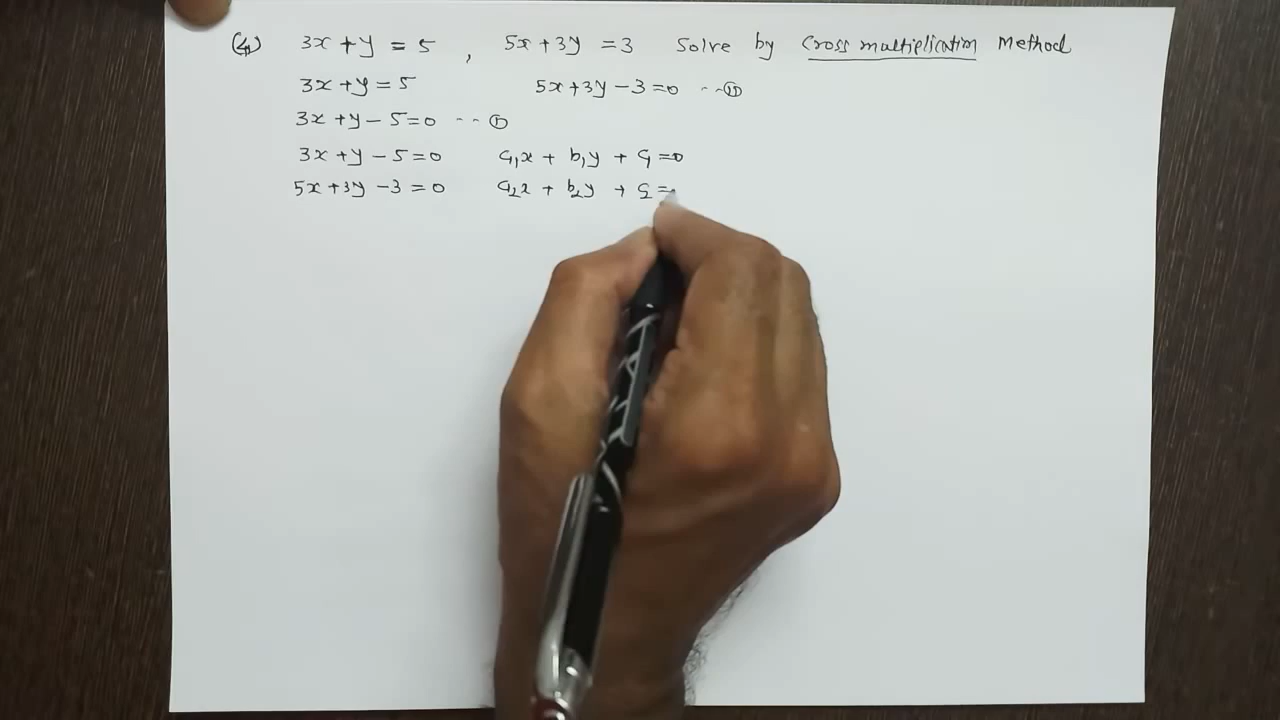 (4) 3x + y = 5 , 5x + 3y = 3 Solve by Cross multiplication Method
3x + y = 5 5x + 3y - 3 = 0 --- (II)
3x + y - 5 = 0 --- (I)
3x + y - 5 = 0 a₁x + b₁y + c₁ = 0
5x + 3y - 3 = 0 a₂x + b₂y + c₂ =